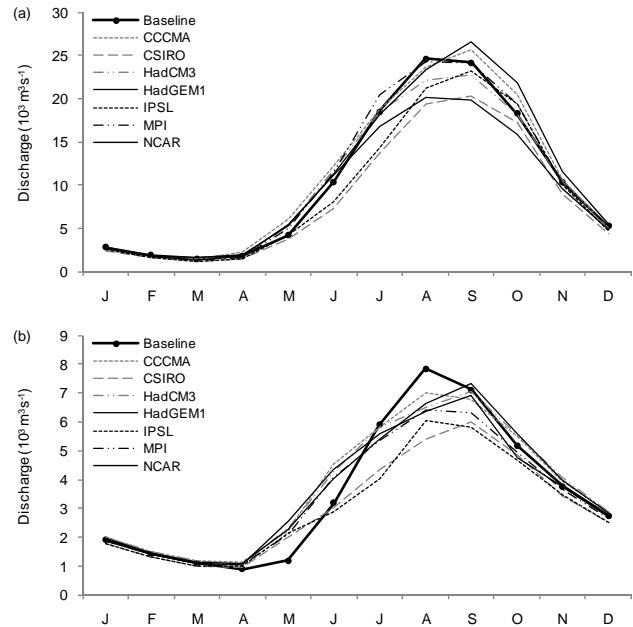 (a)
Discharge (10³ m³s⁻¹)
30
25
20
15
10
5
0
Baseline
CCCMA
CSIRO
HadCM3
HadGEM1
IPSL
MPI
NCAR
J F M A M J J A S O N D
(b)
Discharge (10³ m³s⁻¹)
9
8
7
6
5
4
3
2
1
0
Baseline
CCCMA
CSIRO
HadCM3
HadGEM1
IPSL
MPI
NCAR
J F M A M J J A S O N D